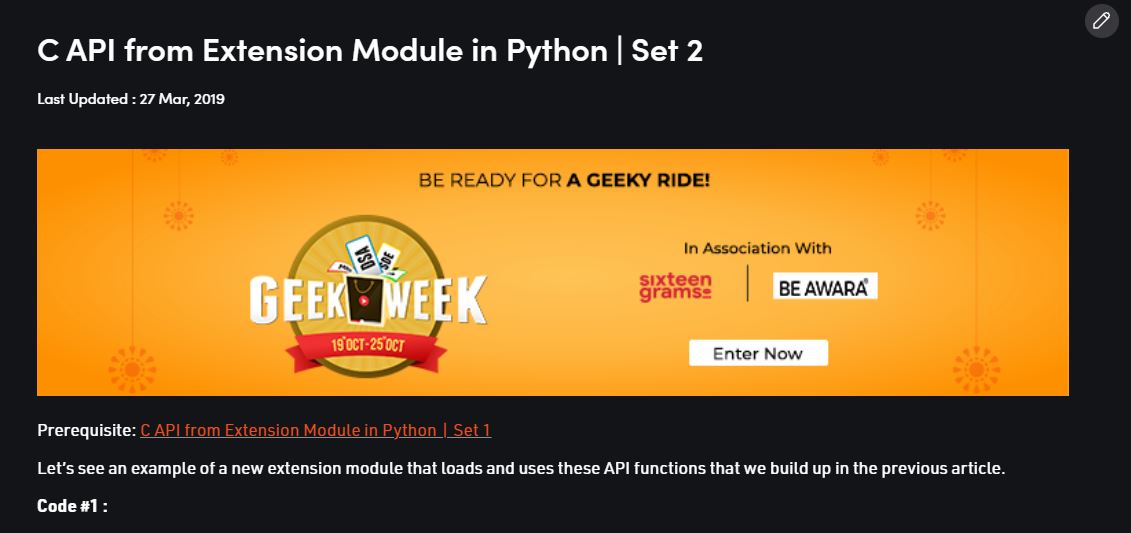 C API from Extension Module in Python | Set 2
Last Updated : 27 Mar, 2019
BE READY FOR A GEEKY RIDE!
DSA
SDE
GEEK WEEK
19 OCT-25 OCT
In Association With
sixteen
grams
BE AWARA
Enter Now
Prerequisite: C API from Extension Module in Python | Set 1
Let's see an example of a new extension module that loads and uses these API functions that we build up in the previous article.
Code #1 :